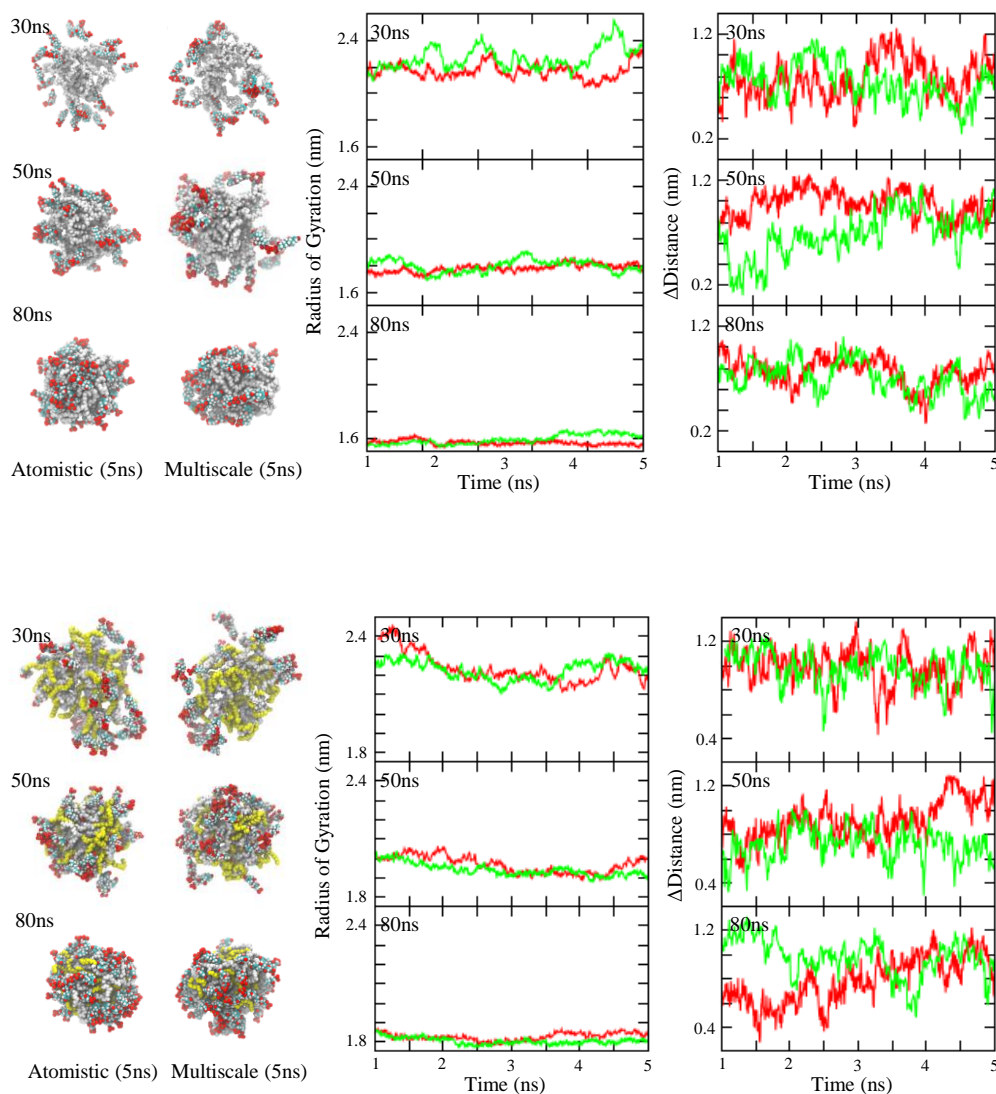 30ns
50ns
80ns
Atomistic (5ns) Multiscale (5ns)
Radius of Gyration (nm)
2.4
30ns
1.6
2.4
50ns
1.6
2.4
80ns
1.6
1 2 3 4 5
Time (ns)
ΔDistance (nm)
1.2
30ns
0.2
1.2
50ns
0.2
1.2
80ns
0.2
1 2 3 4 5
Time (ns)
30ns
50ns
80ns
Atomistic (5ns) Multiscale (5ns)
Radius of Gyration (nm)
2.4
30ns
1.8
2.4
50ns
1.8
2.4
80ns
1.8
1 2 3 4 5
Time (ns)
ΔDistance (nm)
1.2
30ns
0.4
1.2
50ns
0.4
1.2
80ns
0.4
1 2 3 4 5
Time (ns)